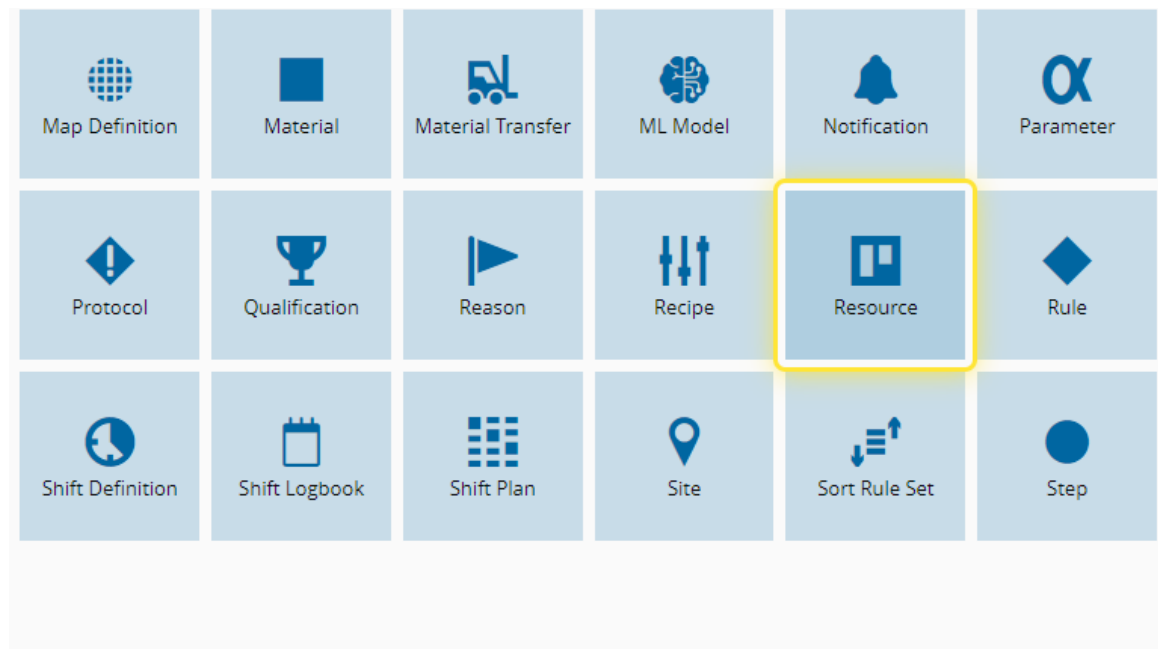 Map Definition
Material
Material Transfer
ML Model
Notification
Parameter
Protocol
Qualification
Reason
Recipe
Resource
Rule
Shift Definition
Shift Logbook
Shift Plan
Site
Sort Rule Set
Step